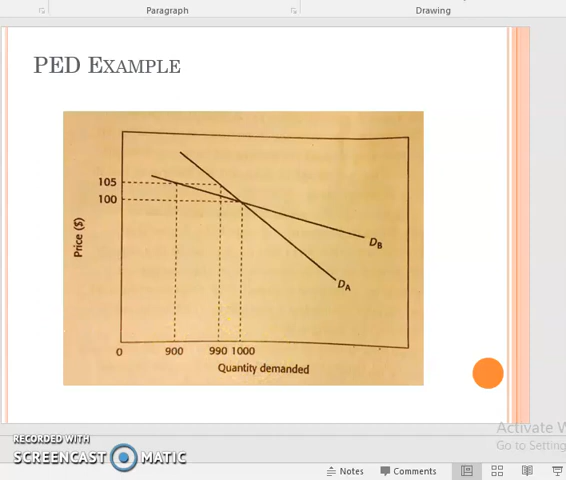 Paragraph
Drawing
PED EXAMPLE
105
100
Price ($)
D_B
D_A
0
900
990
1000
Quantity demanded
Activate W
Go to Setting
RECORDED WITH
SCREENCAST MATIC
Notes
Comments